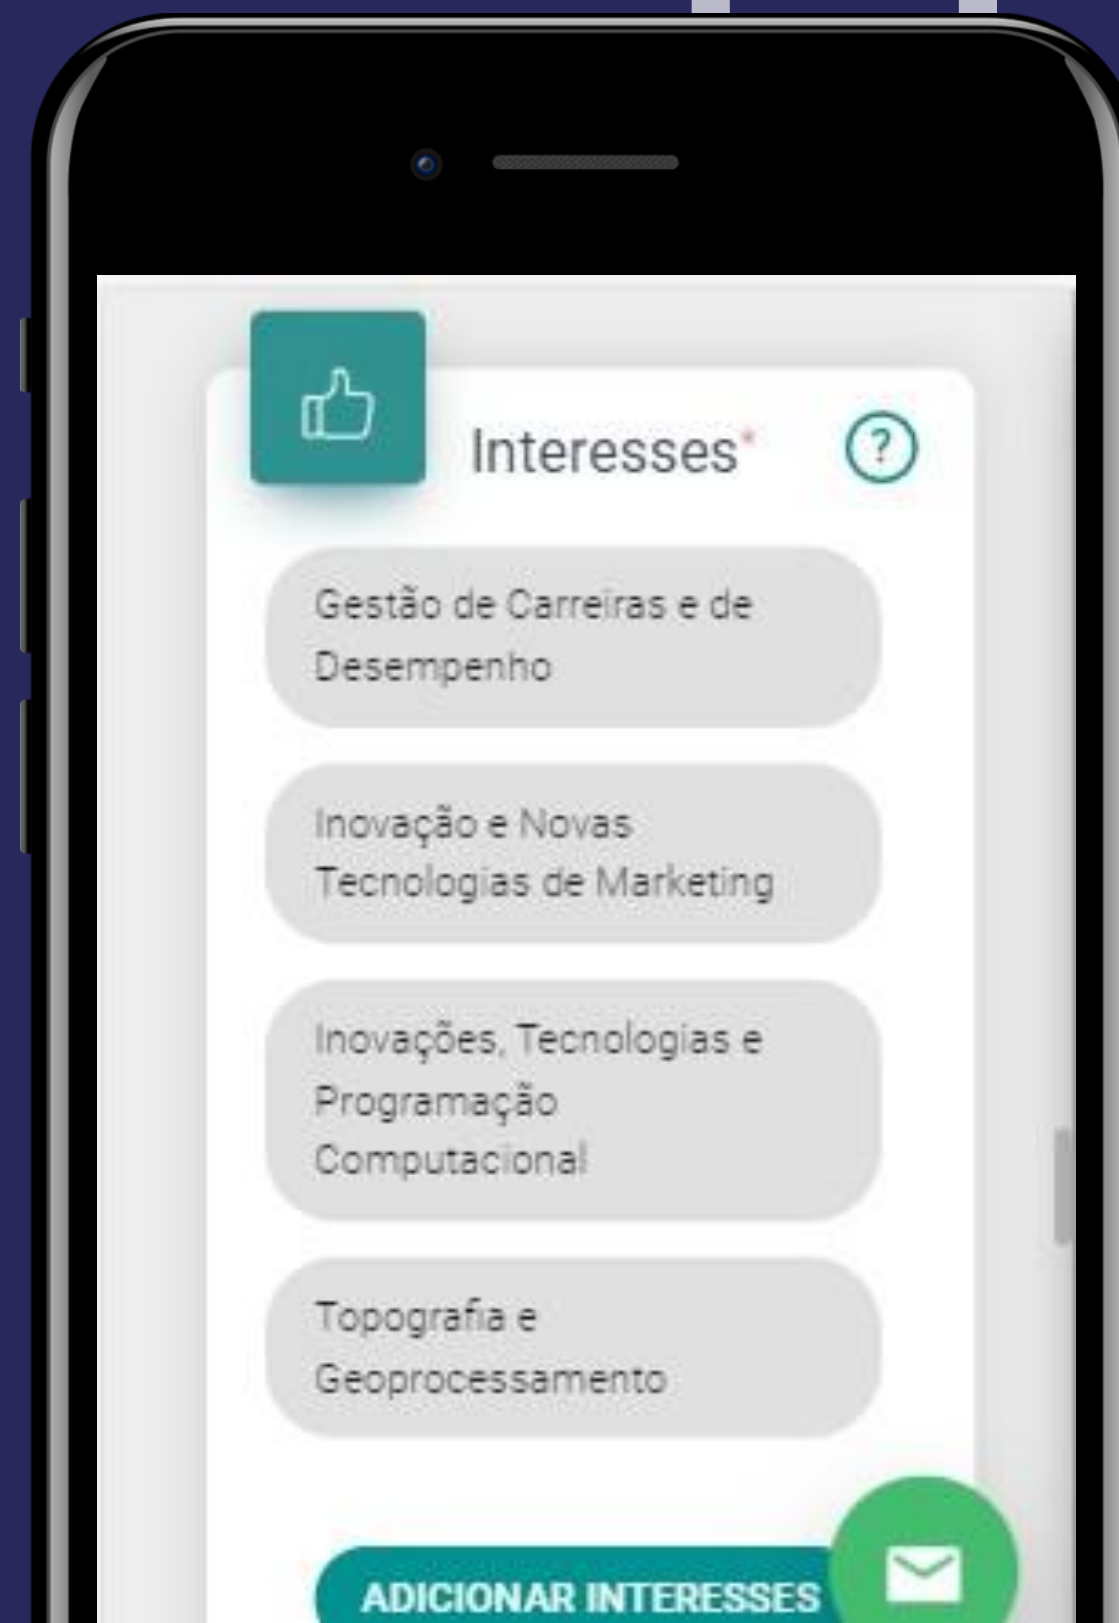 Interesses*
?
Gestão de Carreiras e de
Desempenho
Inovação e Novas
Tecnologias de Marketing
Inovações, Tecnologias e
Programação
Computacional
Topografia e
Geoprocessamento
ADICIONAR INTERESSES